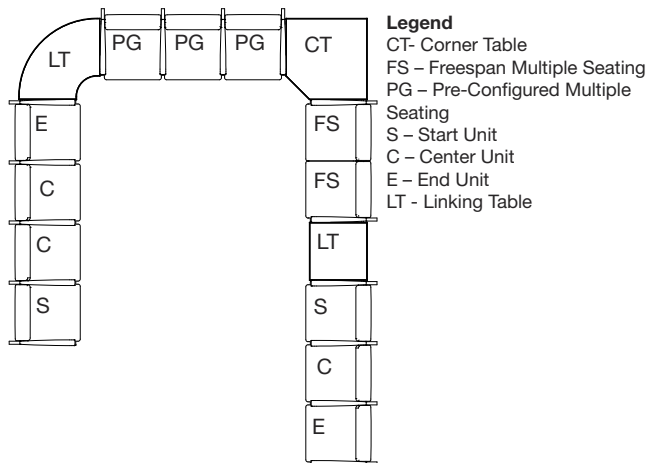 LT
PG PG PG
CT
E
C
C
S
FS
FS
LT
S
C
E
Legend
CT- Corner Table
FS – Freespan Multiple Seating
PG – Pre-Configured Multiple
Seating
S – Start Unit
C – Center Unit
E – End Unit
LT - Linking Table